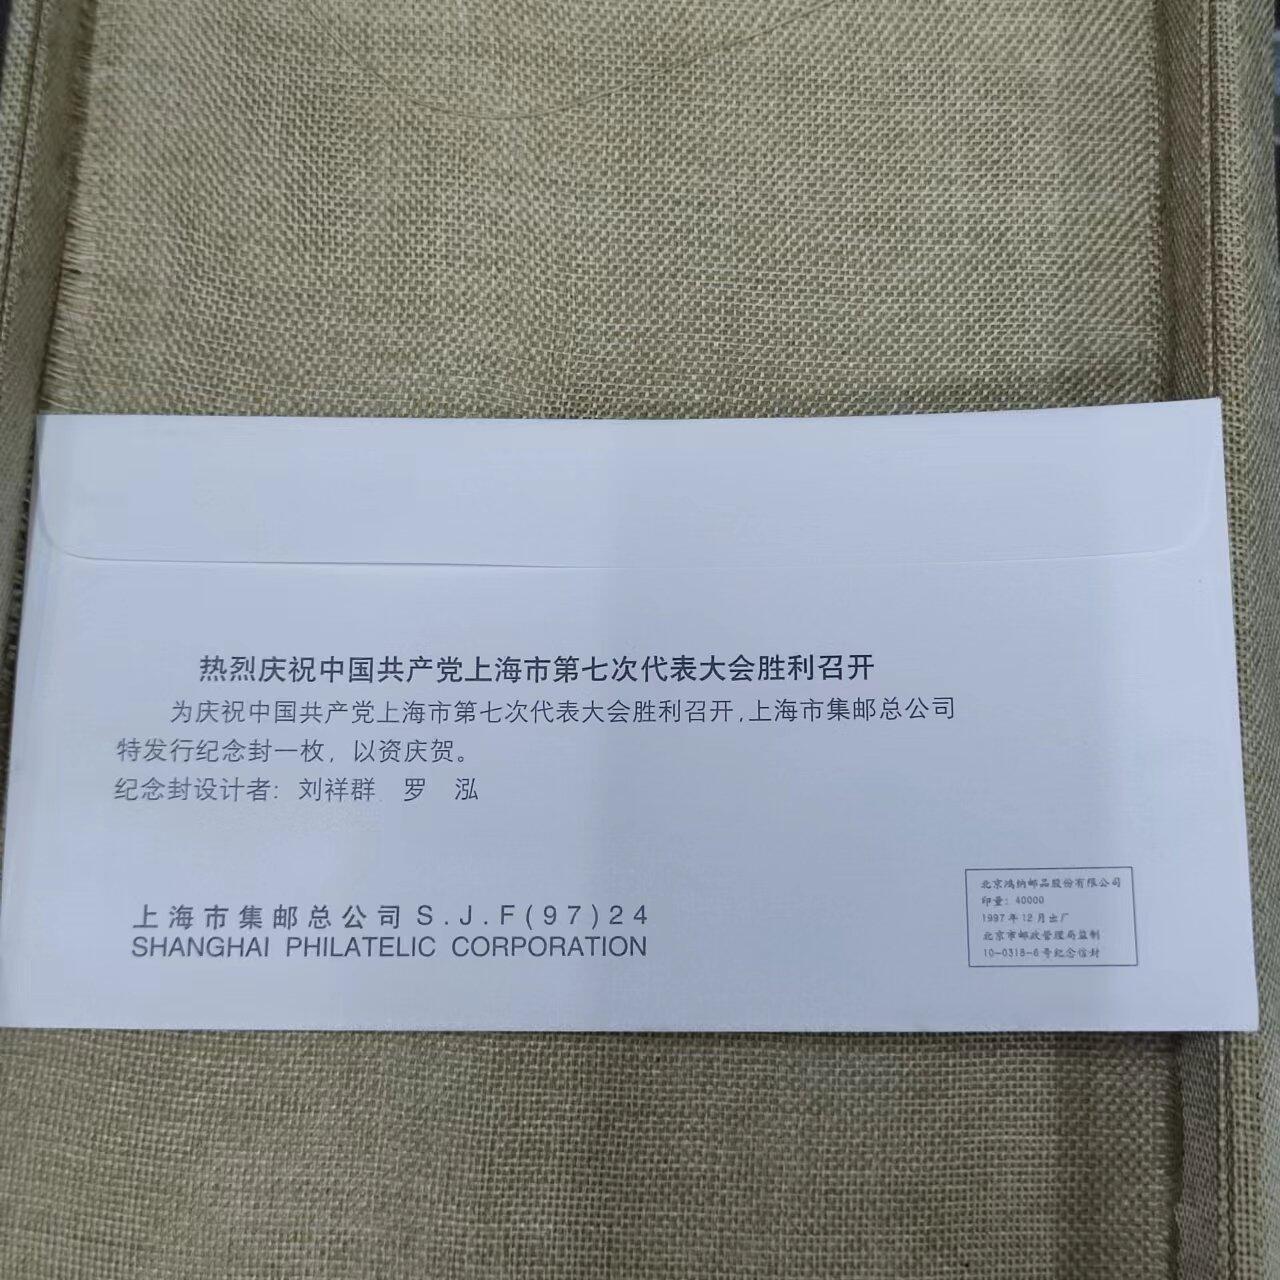 热烈庆祝中国共产党上海市第七次代表大会胜利召开
为庆祝中国共产党上海市第七次代表大会胜利召开,上海市集邮总公司
特发行纪念封一枚，以资庆贺。
纪念封设计者：刘祥群 罗 泓
上海市集邮总公司 S.J.F(97)24
SHANGHAI PHILATELIC CORPORATION
北京鸿纳邮品股份有限公司
印量：40000
1997年12月出厂
北京市邮政管理局监制
10-0318-6号纪念信封